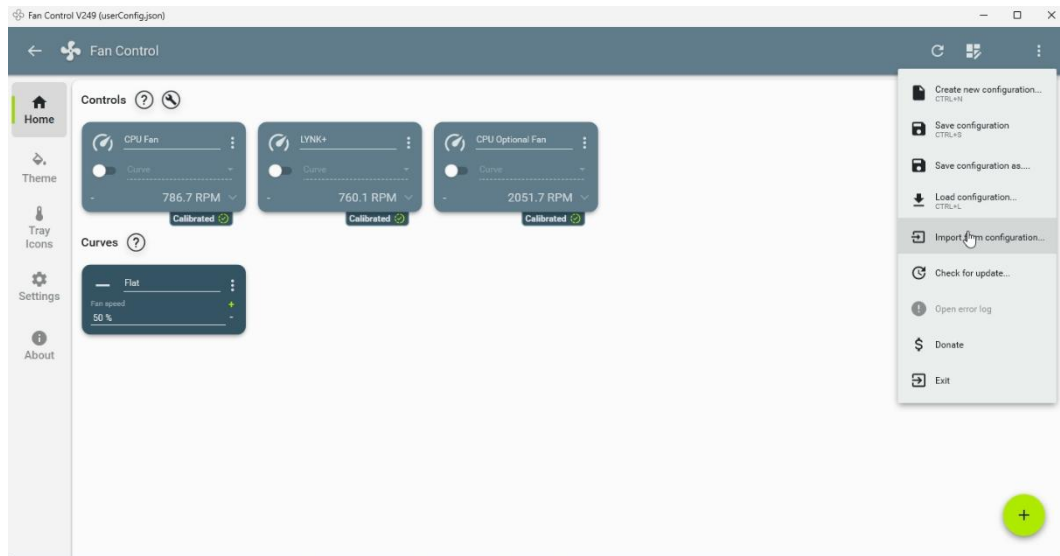 Fan Control V249 (userConfig.json)
Fan Control
Home
Theme
Tray
Icons
Settings
About
Controls
CPU Fan
Curve
-
786.7 RPM
Calibrated
LYNK+
Curve
-
760.1 RPM
Calibrated
CPU Optional Fan
Curve
-
2051.7 RPM
Calibrated
Curves
Flat
Fan speed
+
50 %
-
Create new configuration...
CTRL+N
Save configuration
CTRL+S
Save configuration as....
Load configuration...
CTRL+L
Import configuration...
Check for update...
Open error log
Donate
Exit
+